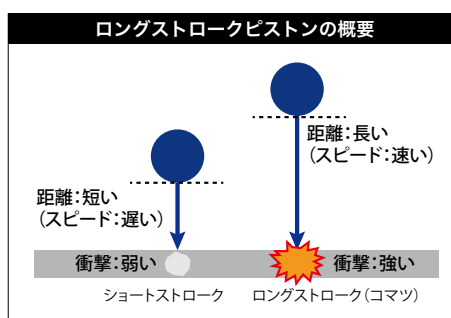 ロングストロークピストンの概要
距離:長い
(スピード:速い)
距離:短い
(スピード:遅い)
衝撃:弱い
衝撃:強い
ショートストローク
ロングストローク(コマツ)